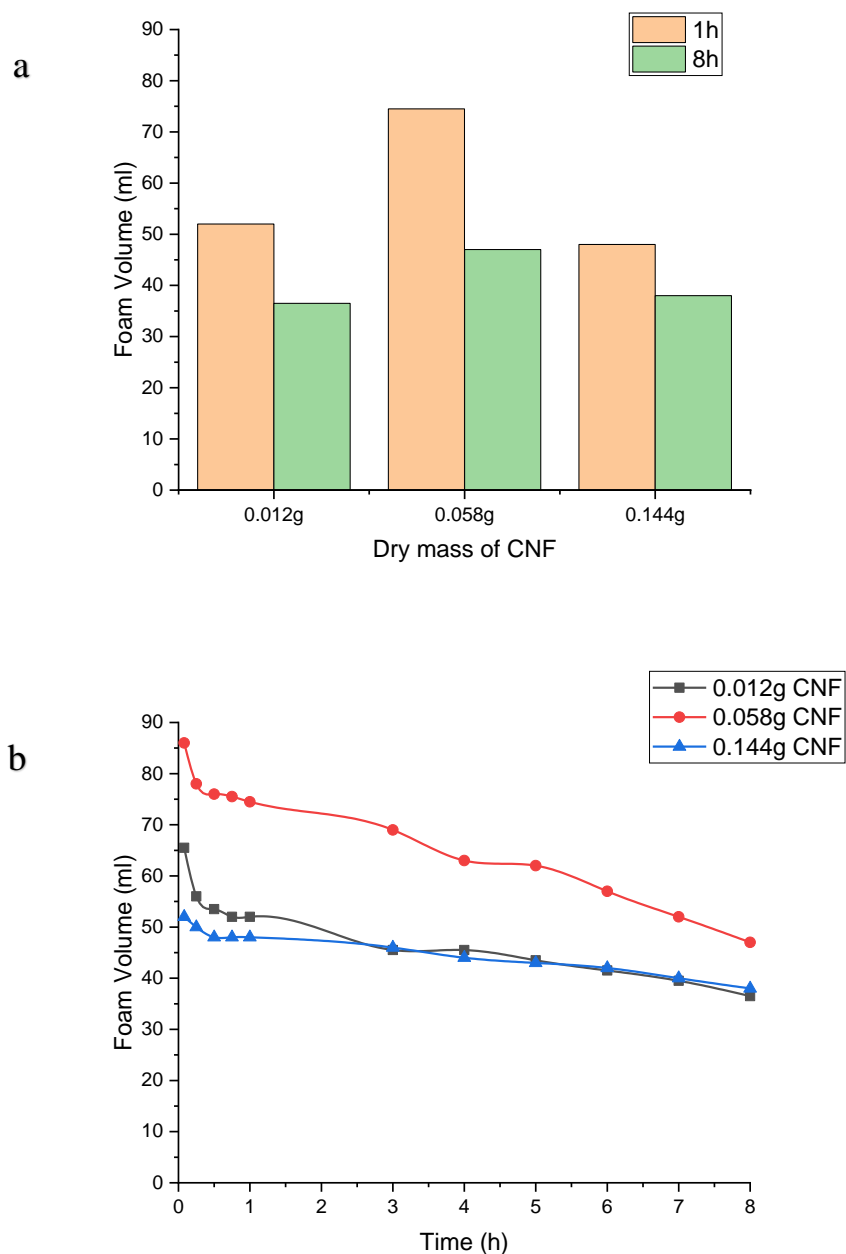 a
1h
8h
90
80
70
60
50
40
30
20
10
0
Foam Volume (ml)
0.012g 0.058g 0.144g
Dry mass of CNF
b
0.012g CNF
0.058g CNF
0.144g CNF
90
80
70
60
50
40
30
20
10
0
Foam Volume (ml)
0 1 2 3 4 5 6 7 8
Time (h)